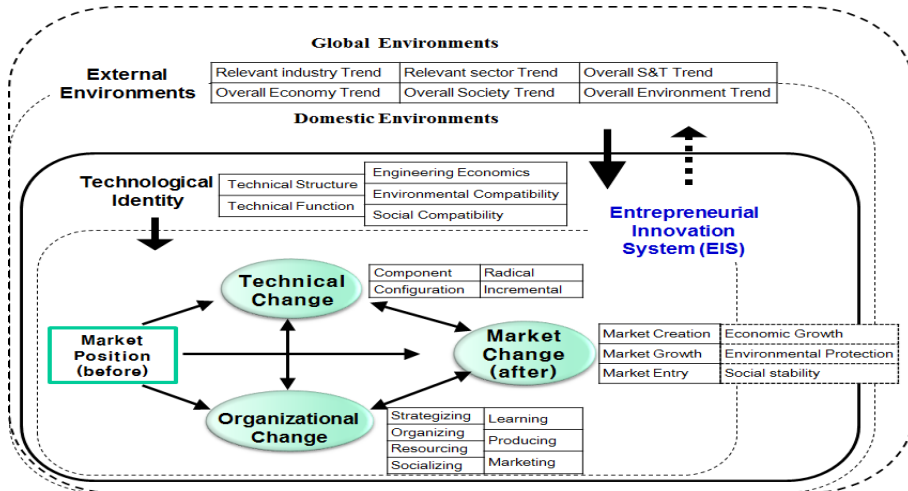 Global Environments
External
Environments
Relevant industry Trend
Relevant sector Trend
Overall S&T Trend
Overall Economy Trend
Overall Society Trend
Overall Environment Trend
Domestic Environments
Technological
Identity
Technical Structure
Technical Function
Engineering Economics
Environmental Compatibility
Social Compatibility
Entrepreneurial
Innovation
System (EIS)
Technical
Change
Component
Radical
Configuration
Incremental
Market
Position
(before)
Market
Change
(after)
Market Creation
Economic Growth
Market Growth
Environmental Protection
Market Entry
Social stability
Organizational
Change
Strategizing
Organizing
Resourcing
Socializing
Learning
Producing
Marketing